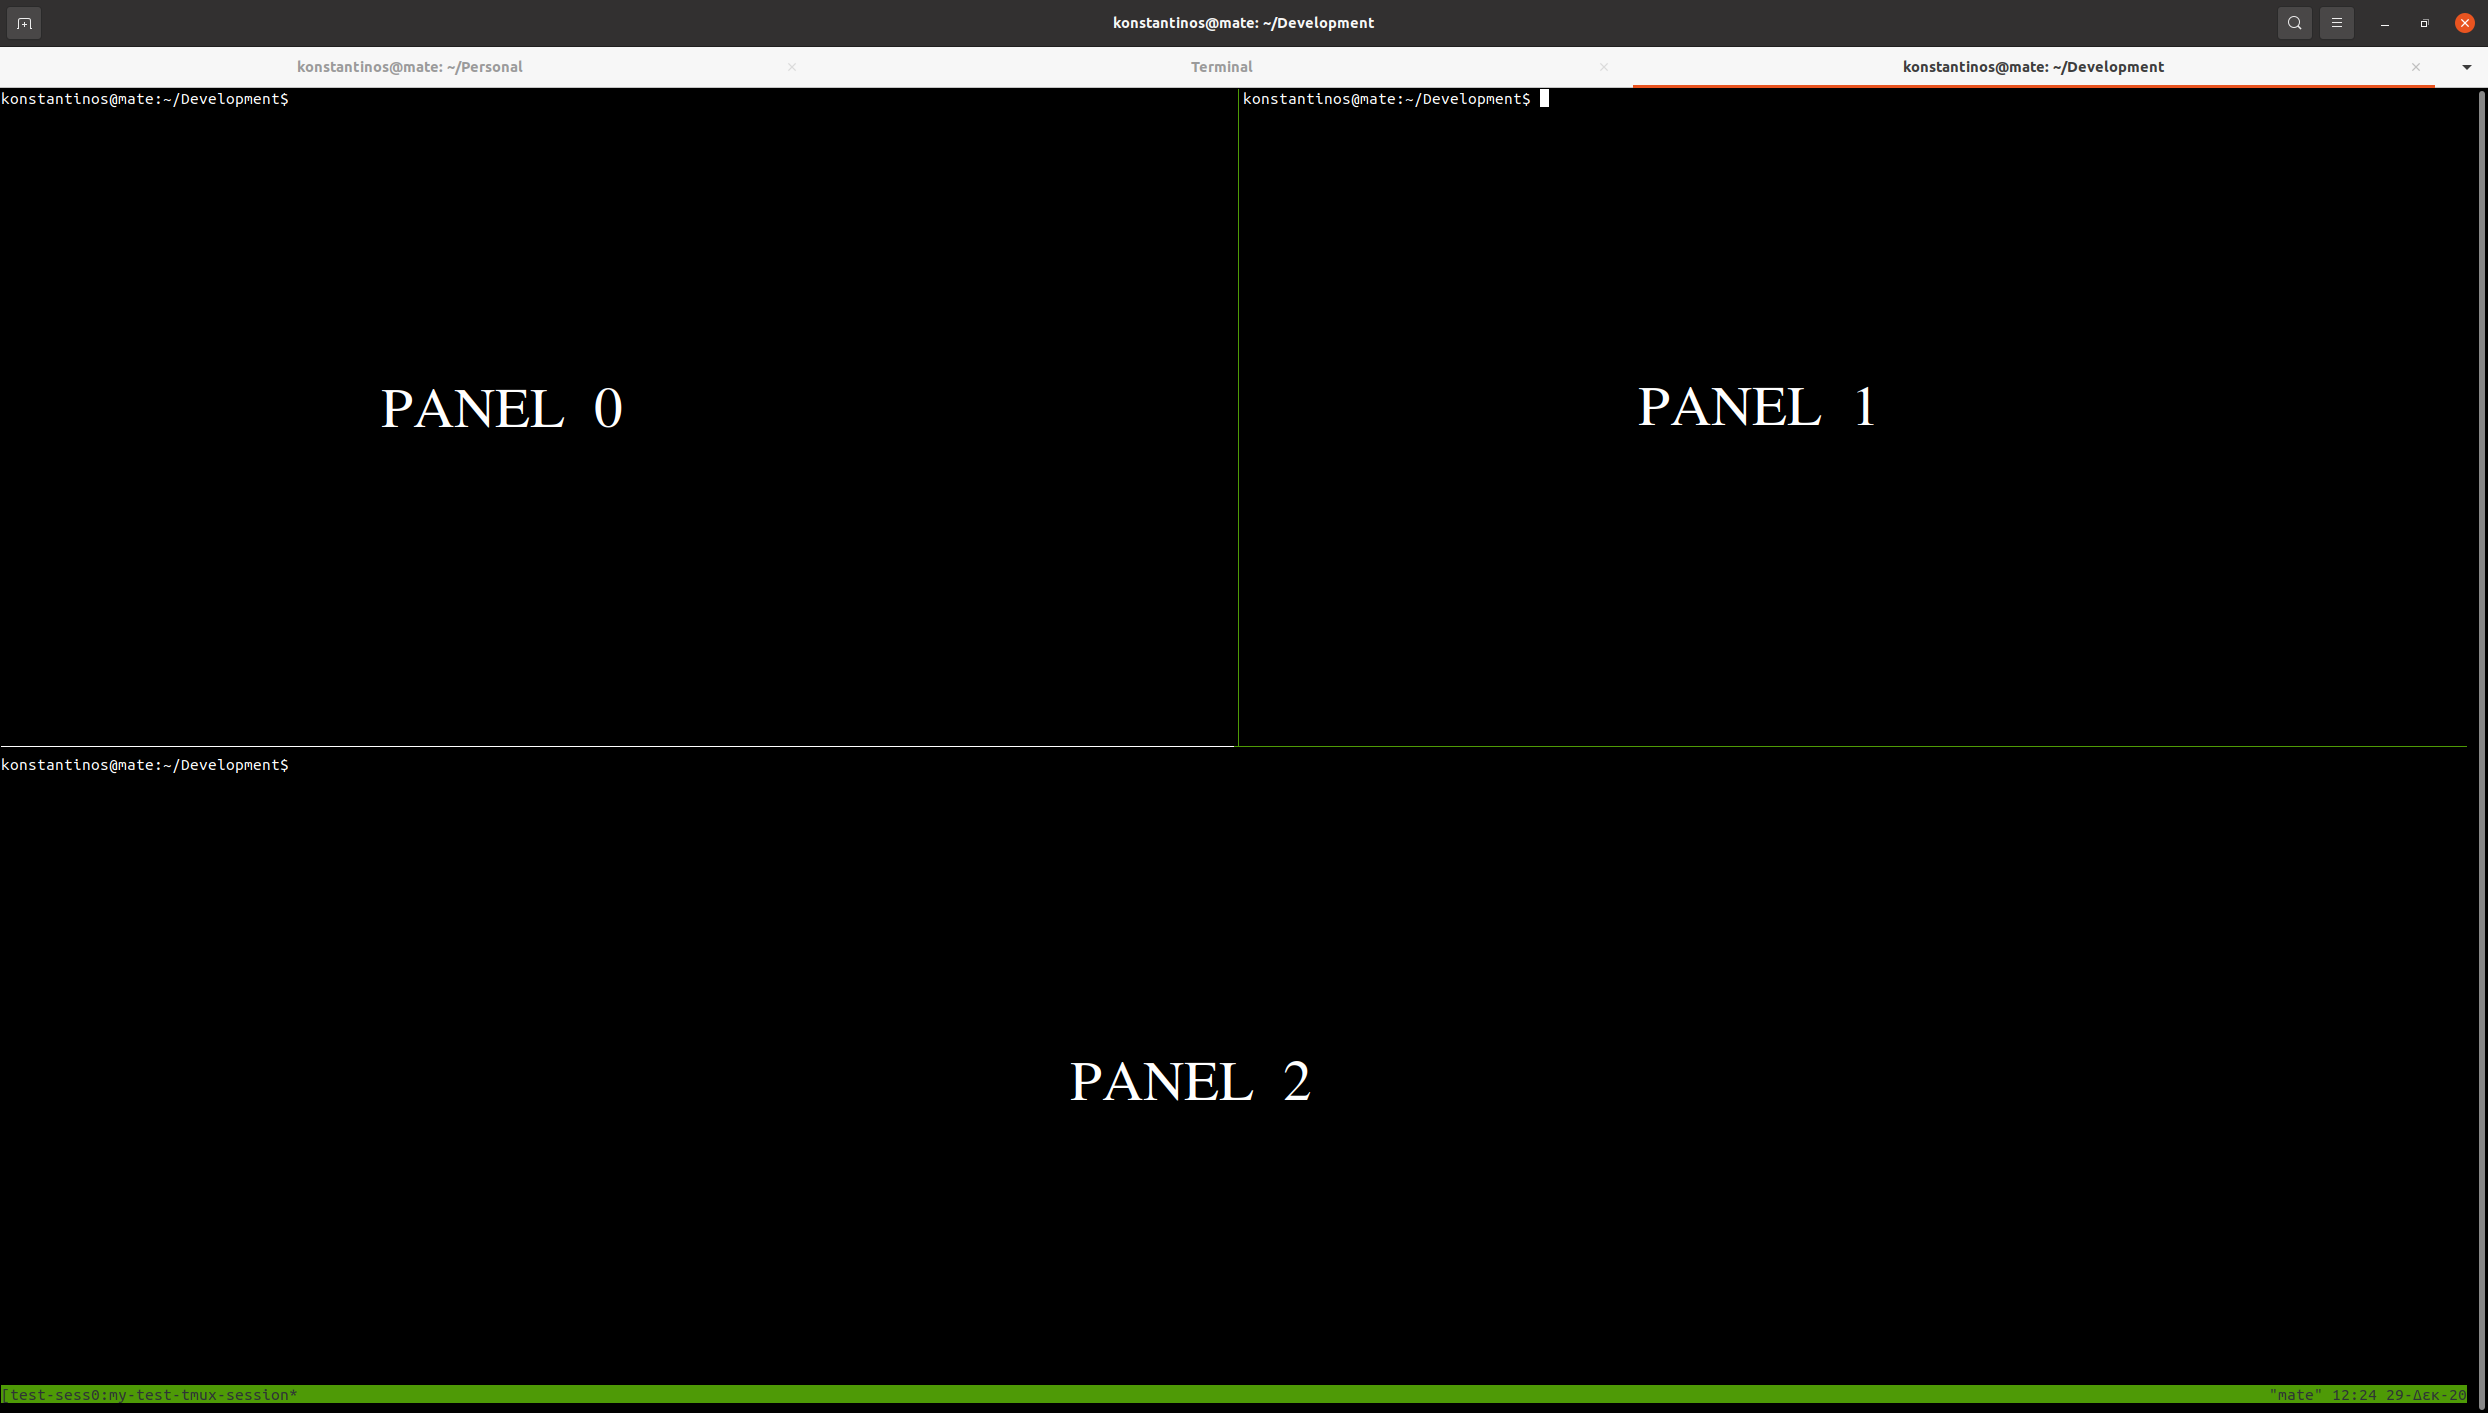 konstantinos@mate: ~/Development
konstantinos@mate: ~/Personal
Terminal
konstantinos@mate: ~/Development
konstantinos@mate:~/Development$
konstantinos@mate:~/Development$
PANEL 0
PANEL 1
konstantinos@mate:~/Development$
PANEL 2
[test-sess0:my-test-tmux-session*
"mate" 12:24 29-Δεκ-20